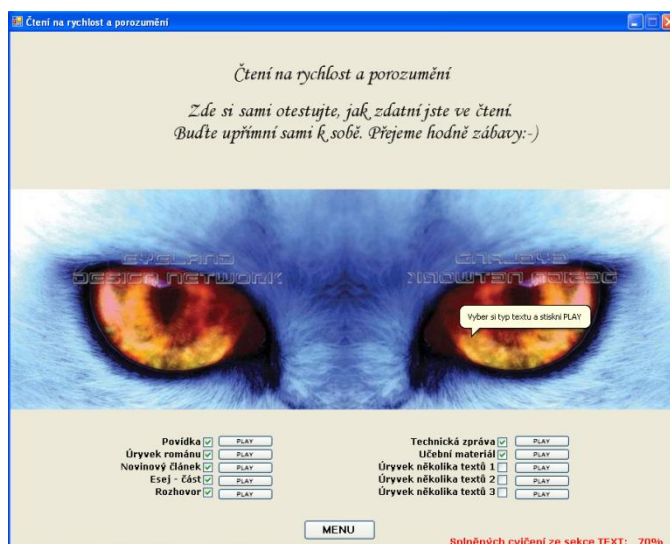 Čtení na rychlost a porozumění
Čtení na rychlost a porozumění
Zde si sami otestujte, jak zdatní jste ve čtení.
Buďte upřímní sami k sobě. Přejeme hodně zábavy:-)
DESIGN NETWORK
Vyber si typ textu a stiskni PLAY
Povídka PLAY
Úryvek románu PLAY
Novinový článek PLAY
Esej - část PLAY
Rozhovor PLAY
Technická zpráva PLAY
Učební materiál PLAY
Úryvek několika textů 1 PLAY
Úryvek několika textů 2 PLAY
Úryvek několika textů 3 PLAY
MENU
Splněných cvičení ze sekce TEXT: 70%